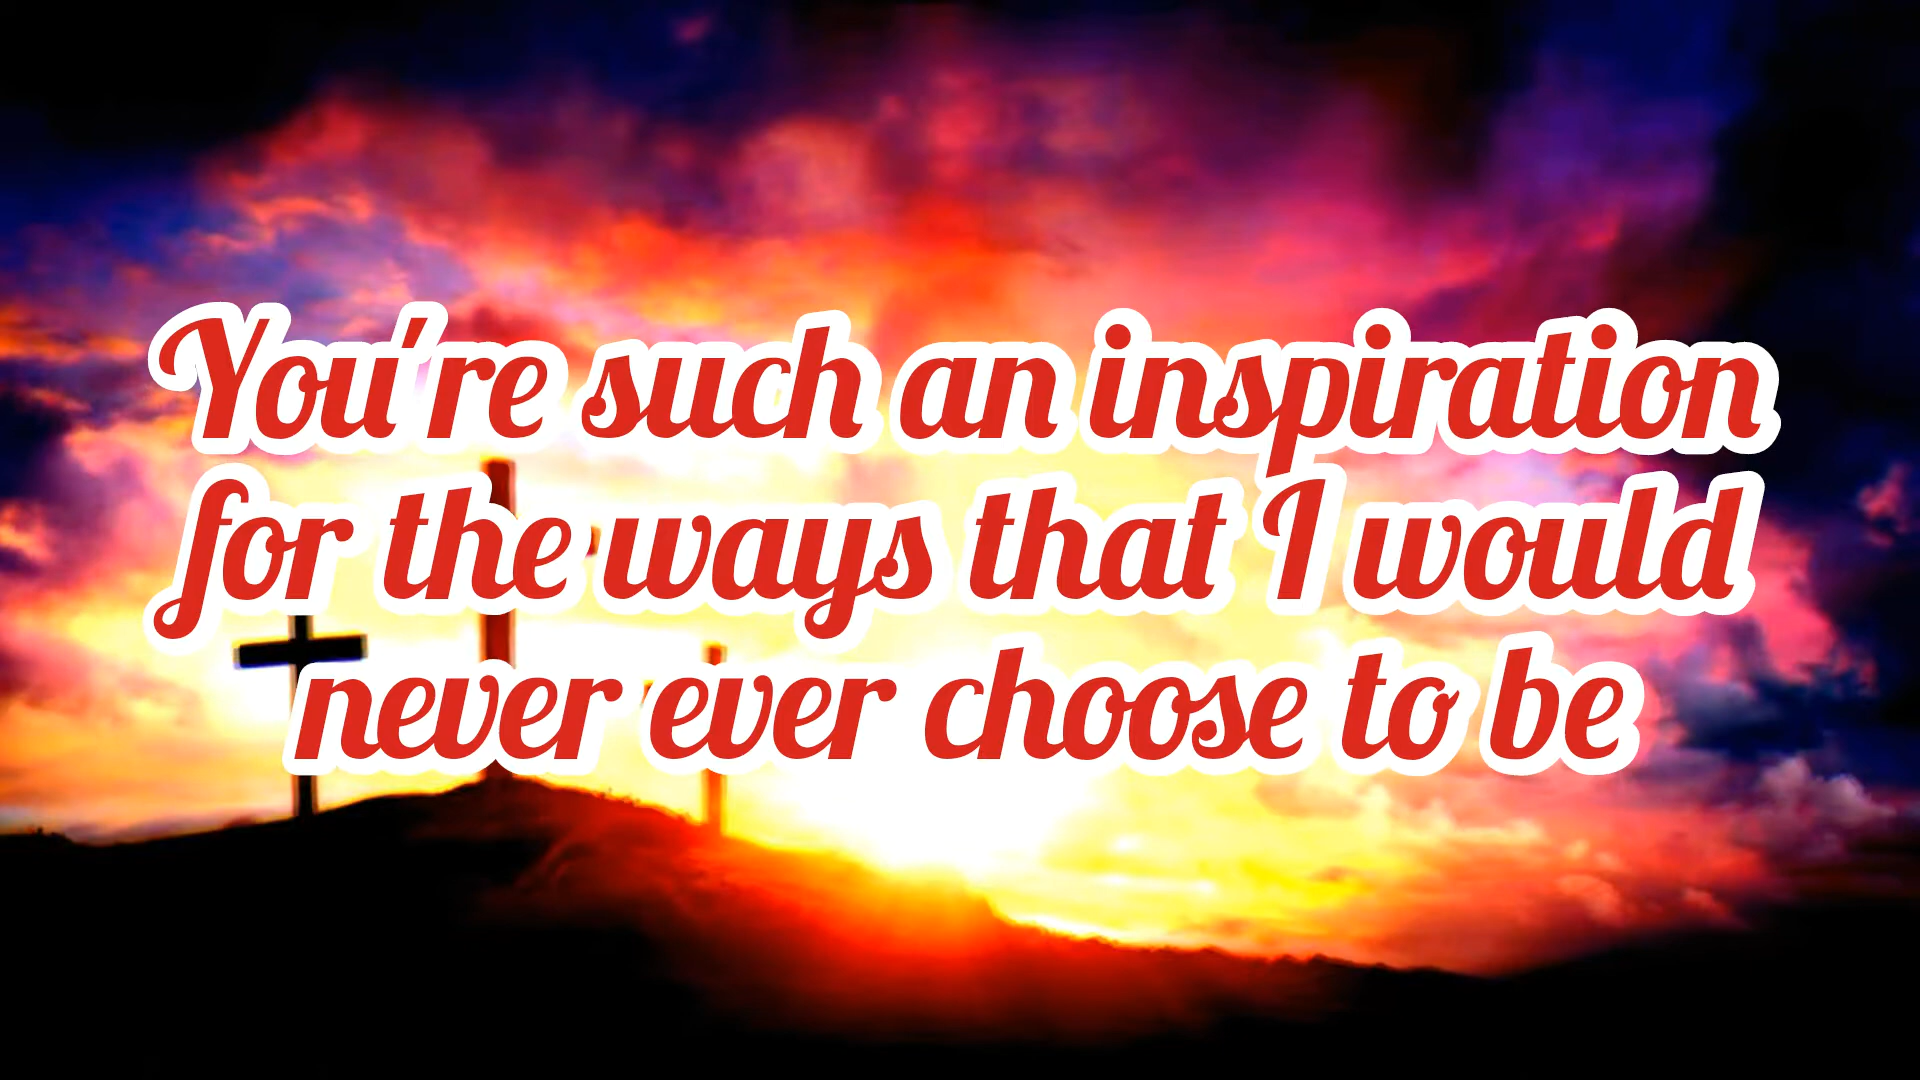 You're such an inspiration
for the ways that I would
never ever choose to be